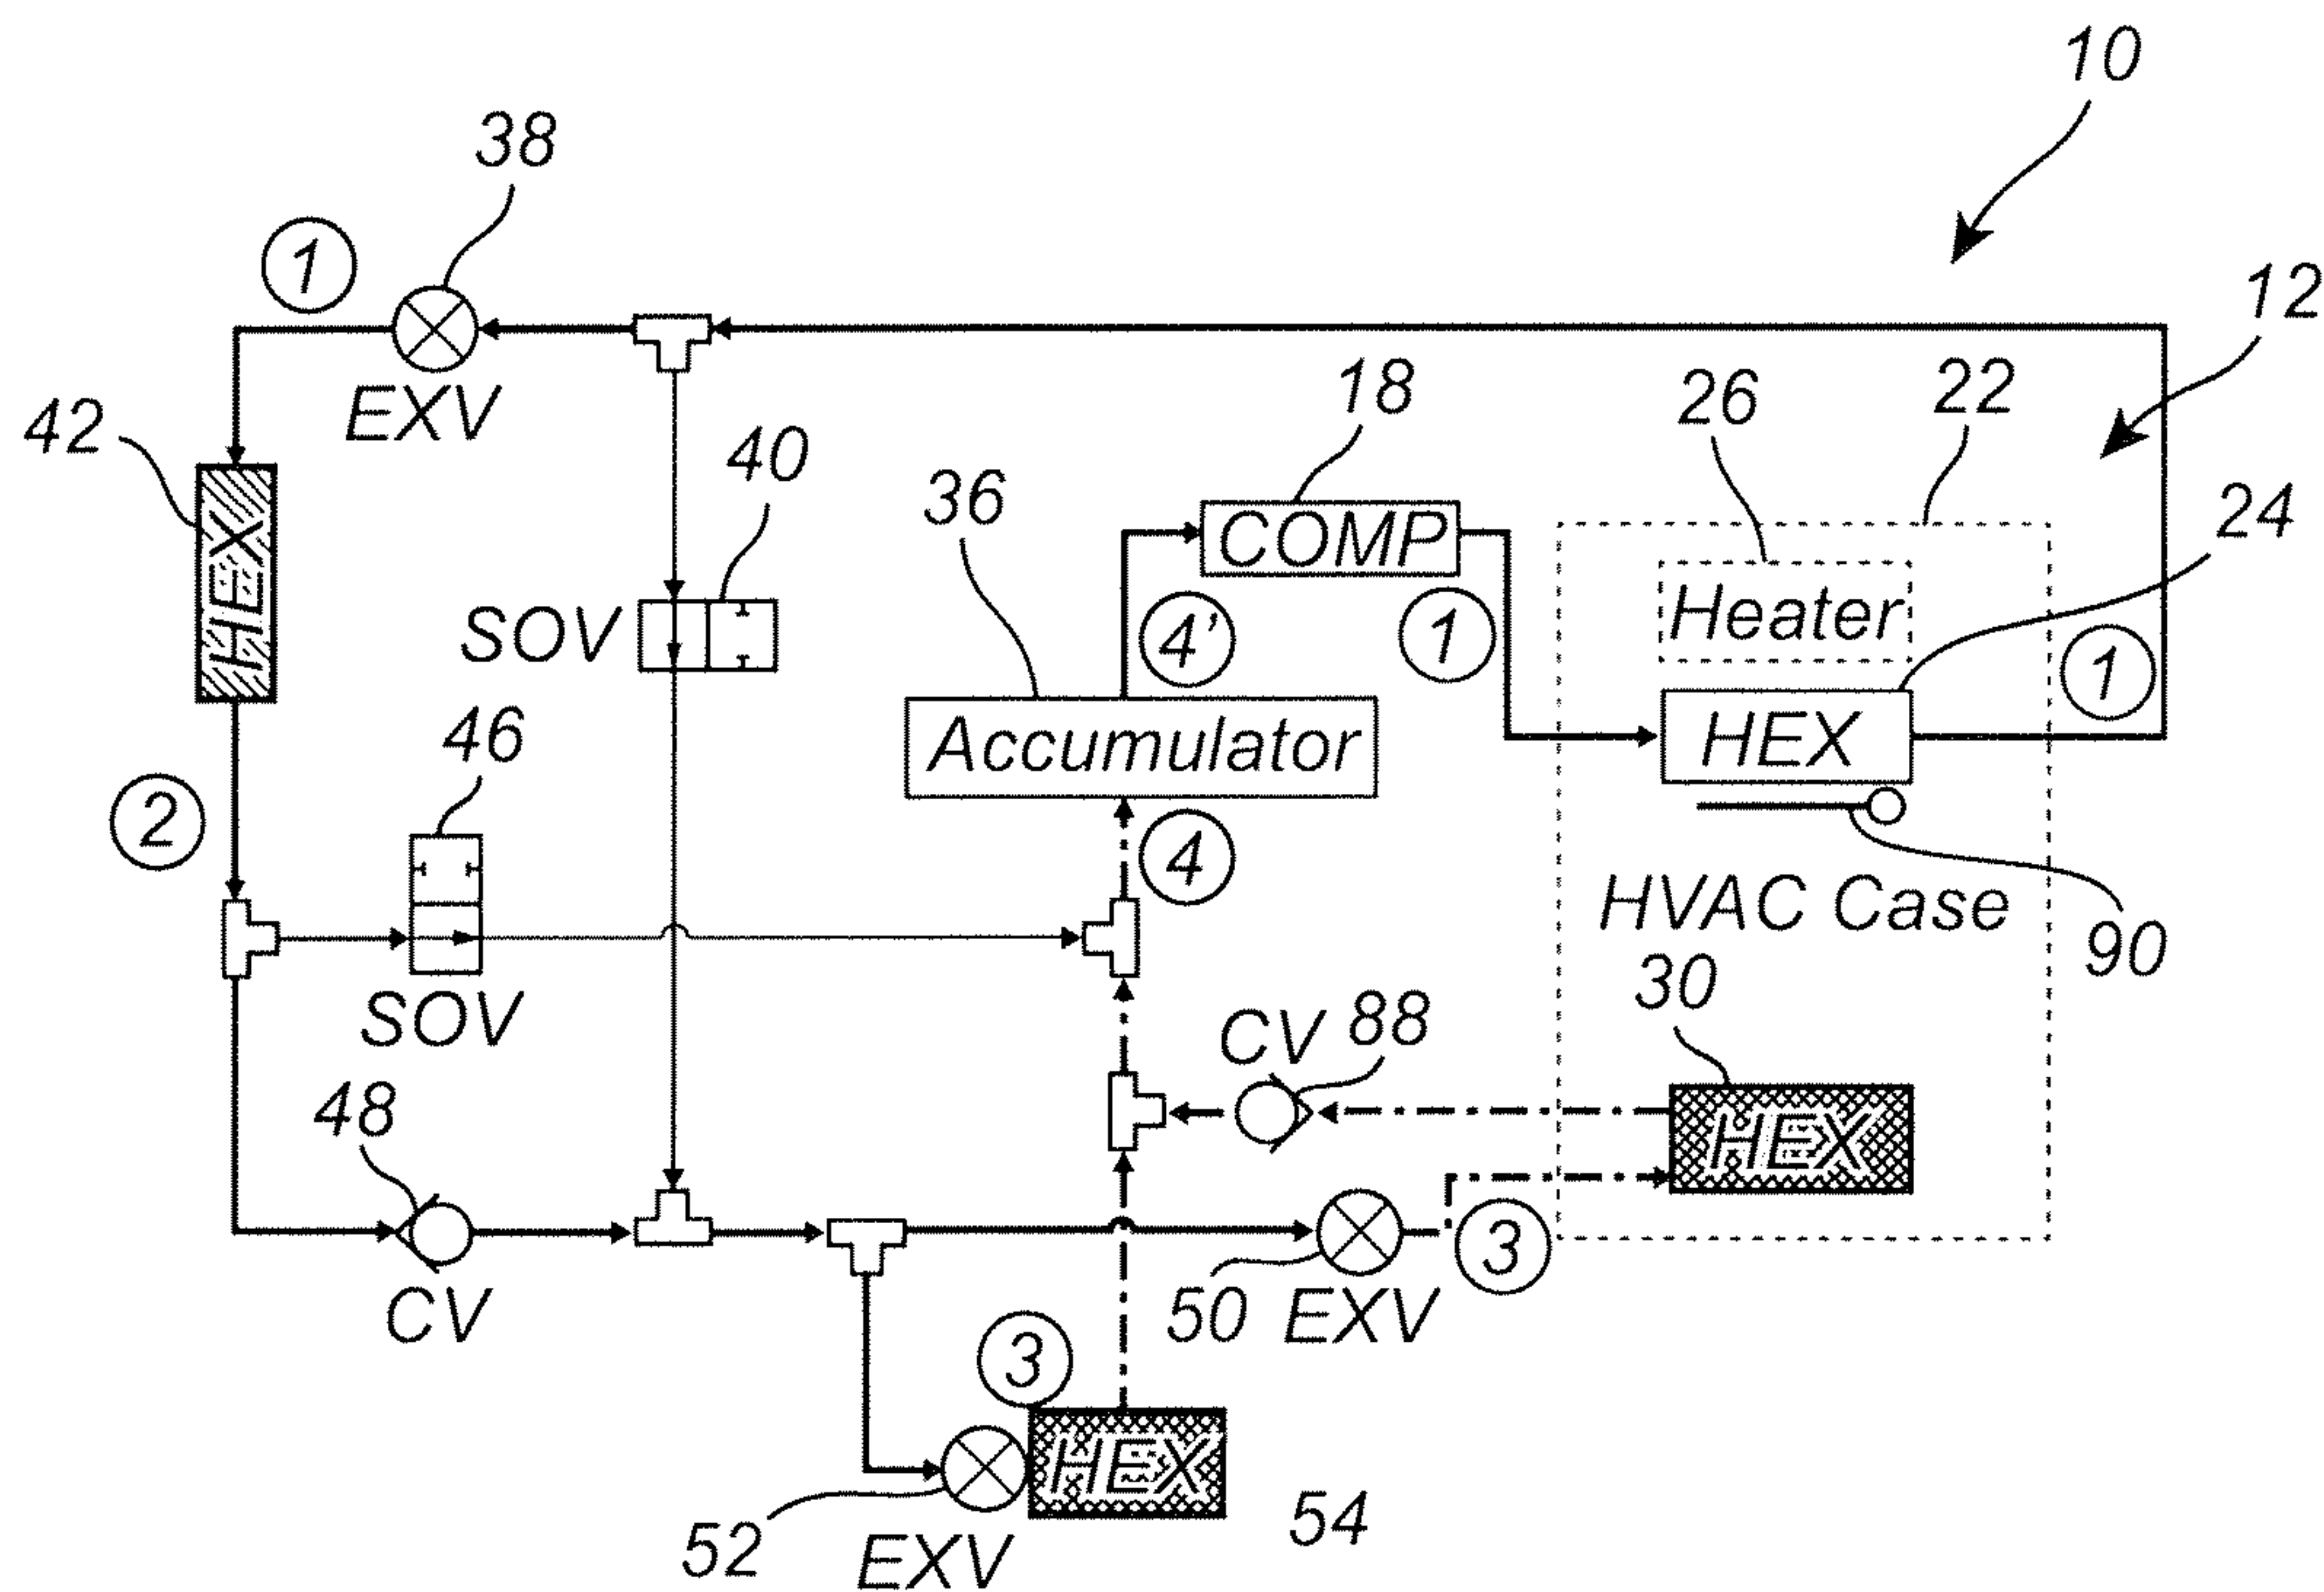 10
38
1
12
EXV
18
26
22
42
40
36
24
COMP
HEX
SOV
4’
1
Heater
1
46
Accumulator
HEX
2
4
HVAC Case
90
30
SOV
CV
88
48
HEX
3
CV
50
EXV
3
HEX
52
EXV
54